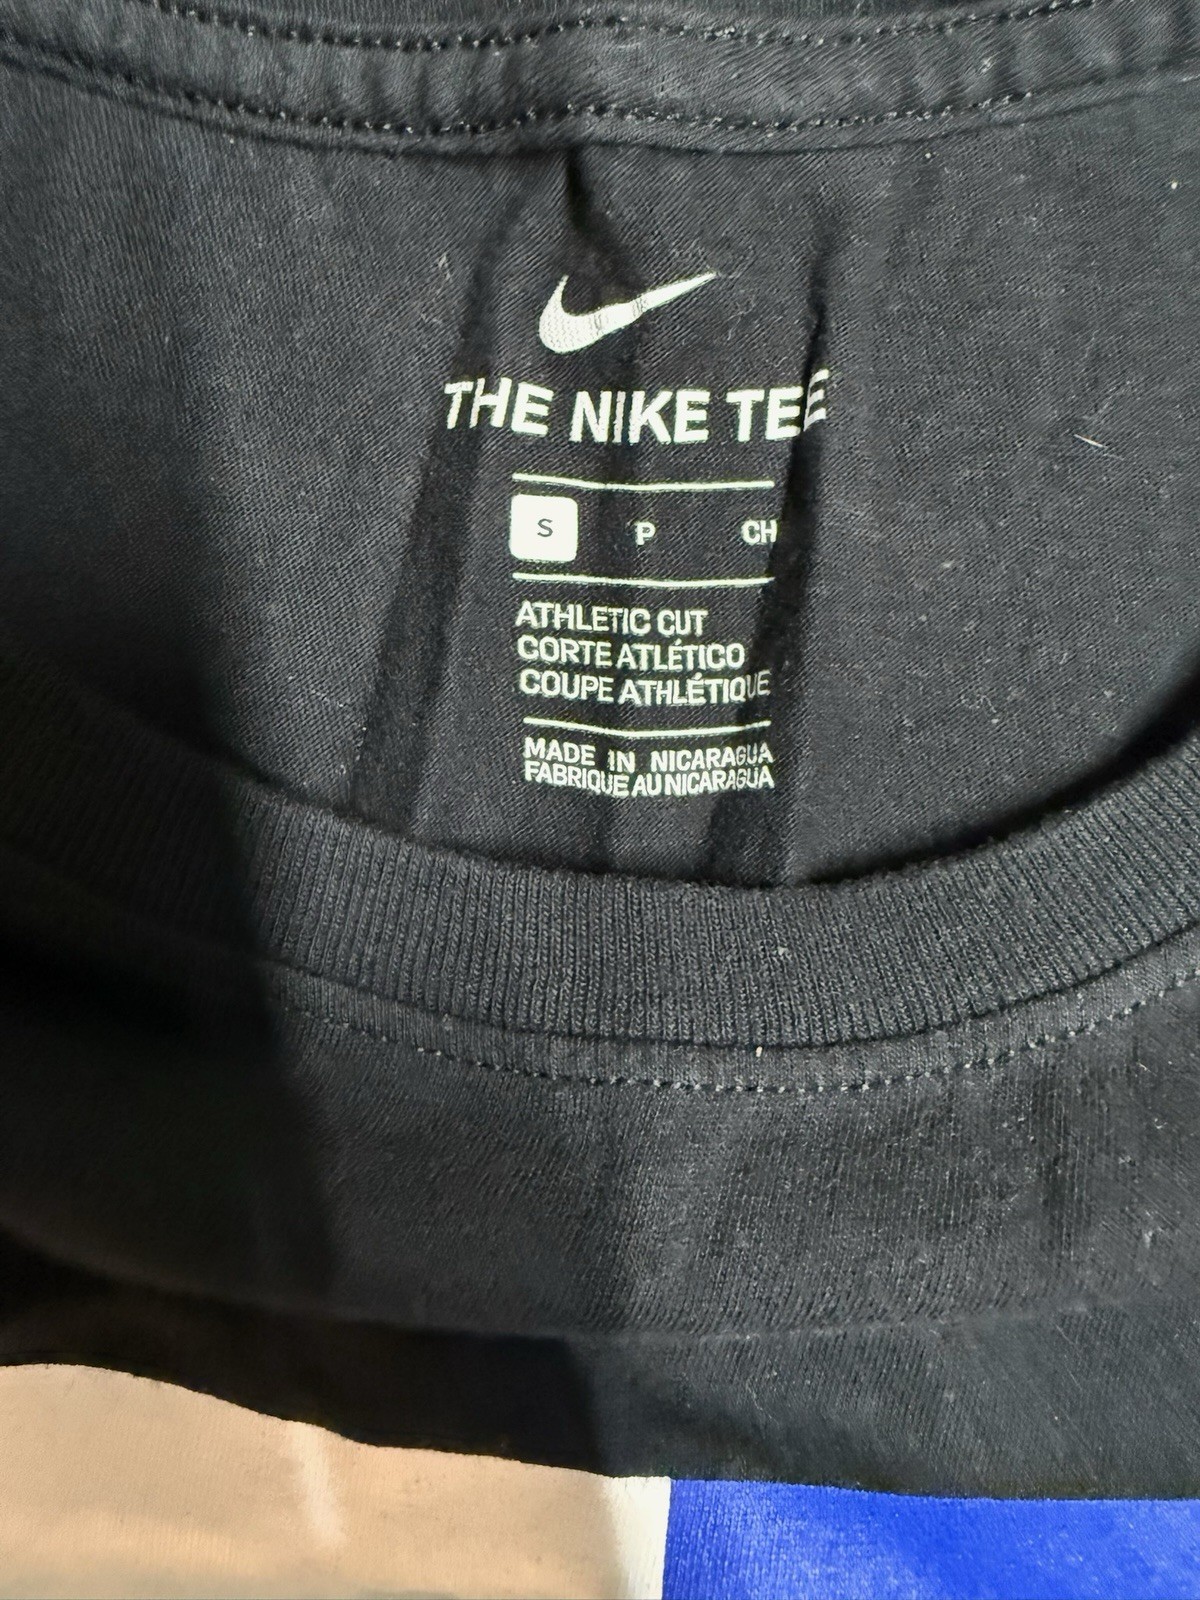 THE NIKE TEE
S P CH
ATHLETIC CUT
CORTE ATLÉTICO
COUPE ATHLÉTIQUE
MADE IN NICARAGUA
FABRIQUE AU NICARAGUA